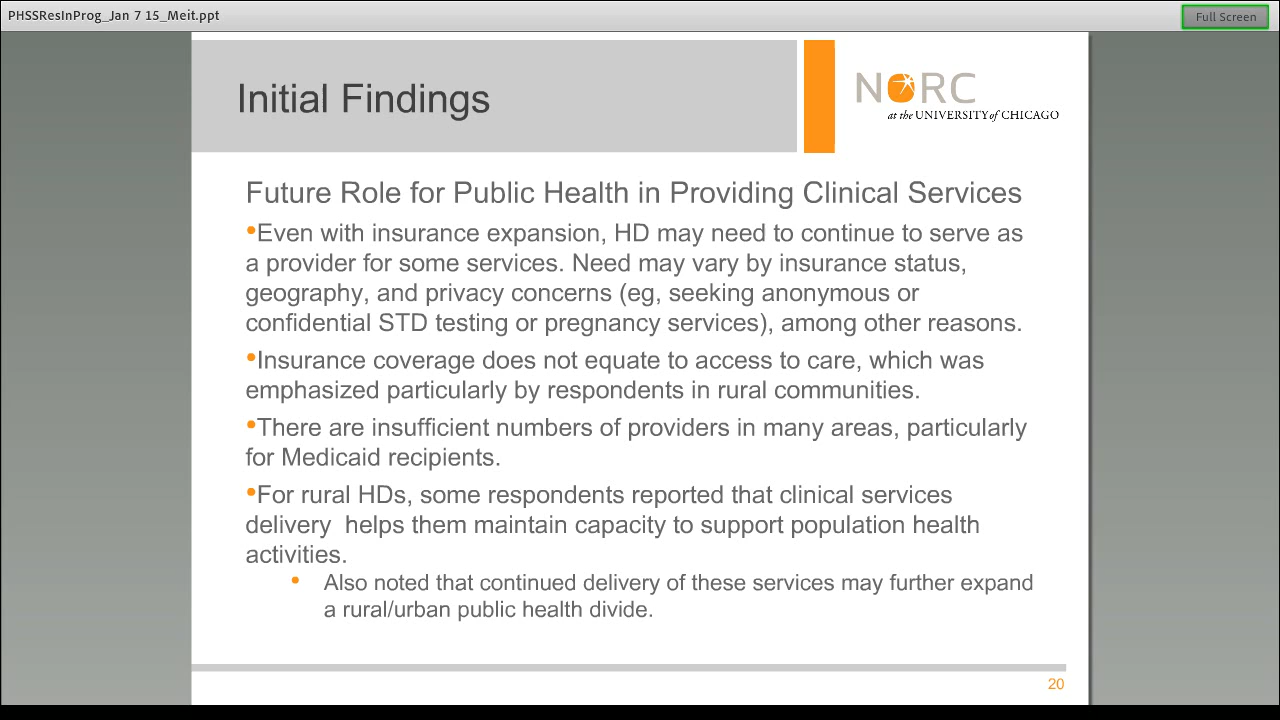 PHSSResInProg_Jan 7 15_Meit.ppt
Full Screen
Initial Findings
NORC
at the UNIVERSITY of CHICAGO
Future Role for Public Health in Providing Clinical Services
•Even with insurance expansion, HD may need to continue to serve as
a provider for some services. Need may vary by insurance status,
geography, and privacy concerns (eg, seeking anonymous or
confidential STD testing or pregnancy services), among other reasons.
•Insurance coverage does not equate to access to care, which was
emphasized particularly by respondents in rural communities.
•There are insufficient numbers of providers in many areas, particularly
for Medicaid recipients.
•For rural HDs, some respondents reported that clinical services
delivery  helps them maintain capacity to support population health
activities.
• Also noted that continued delivery of these services may further expand
a rural/urban public health divide.
20